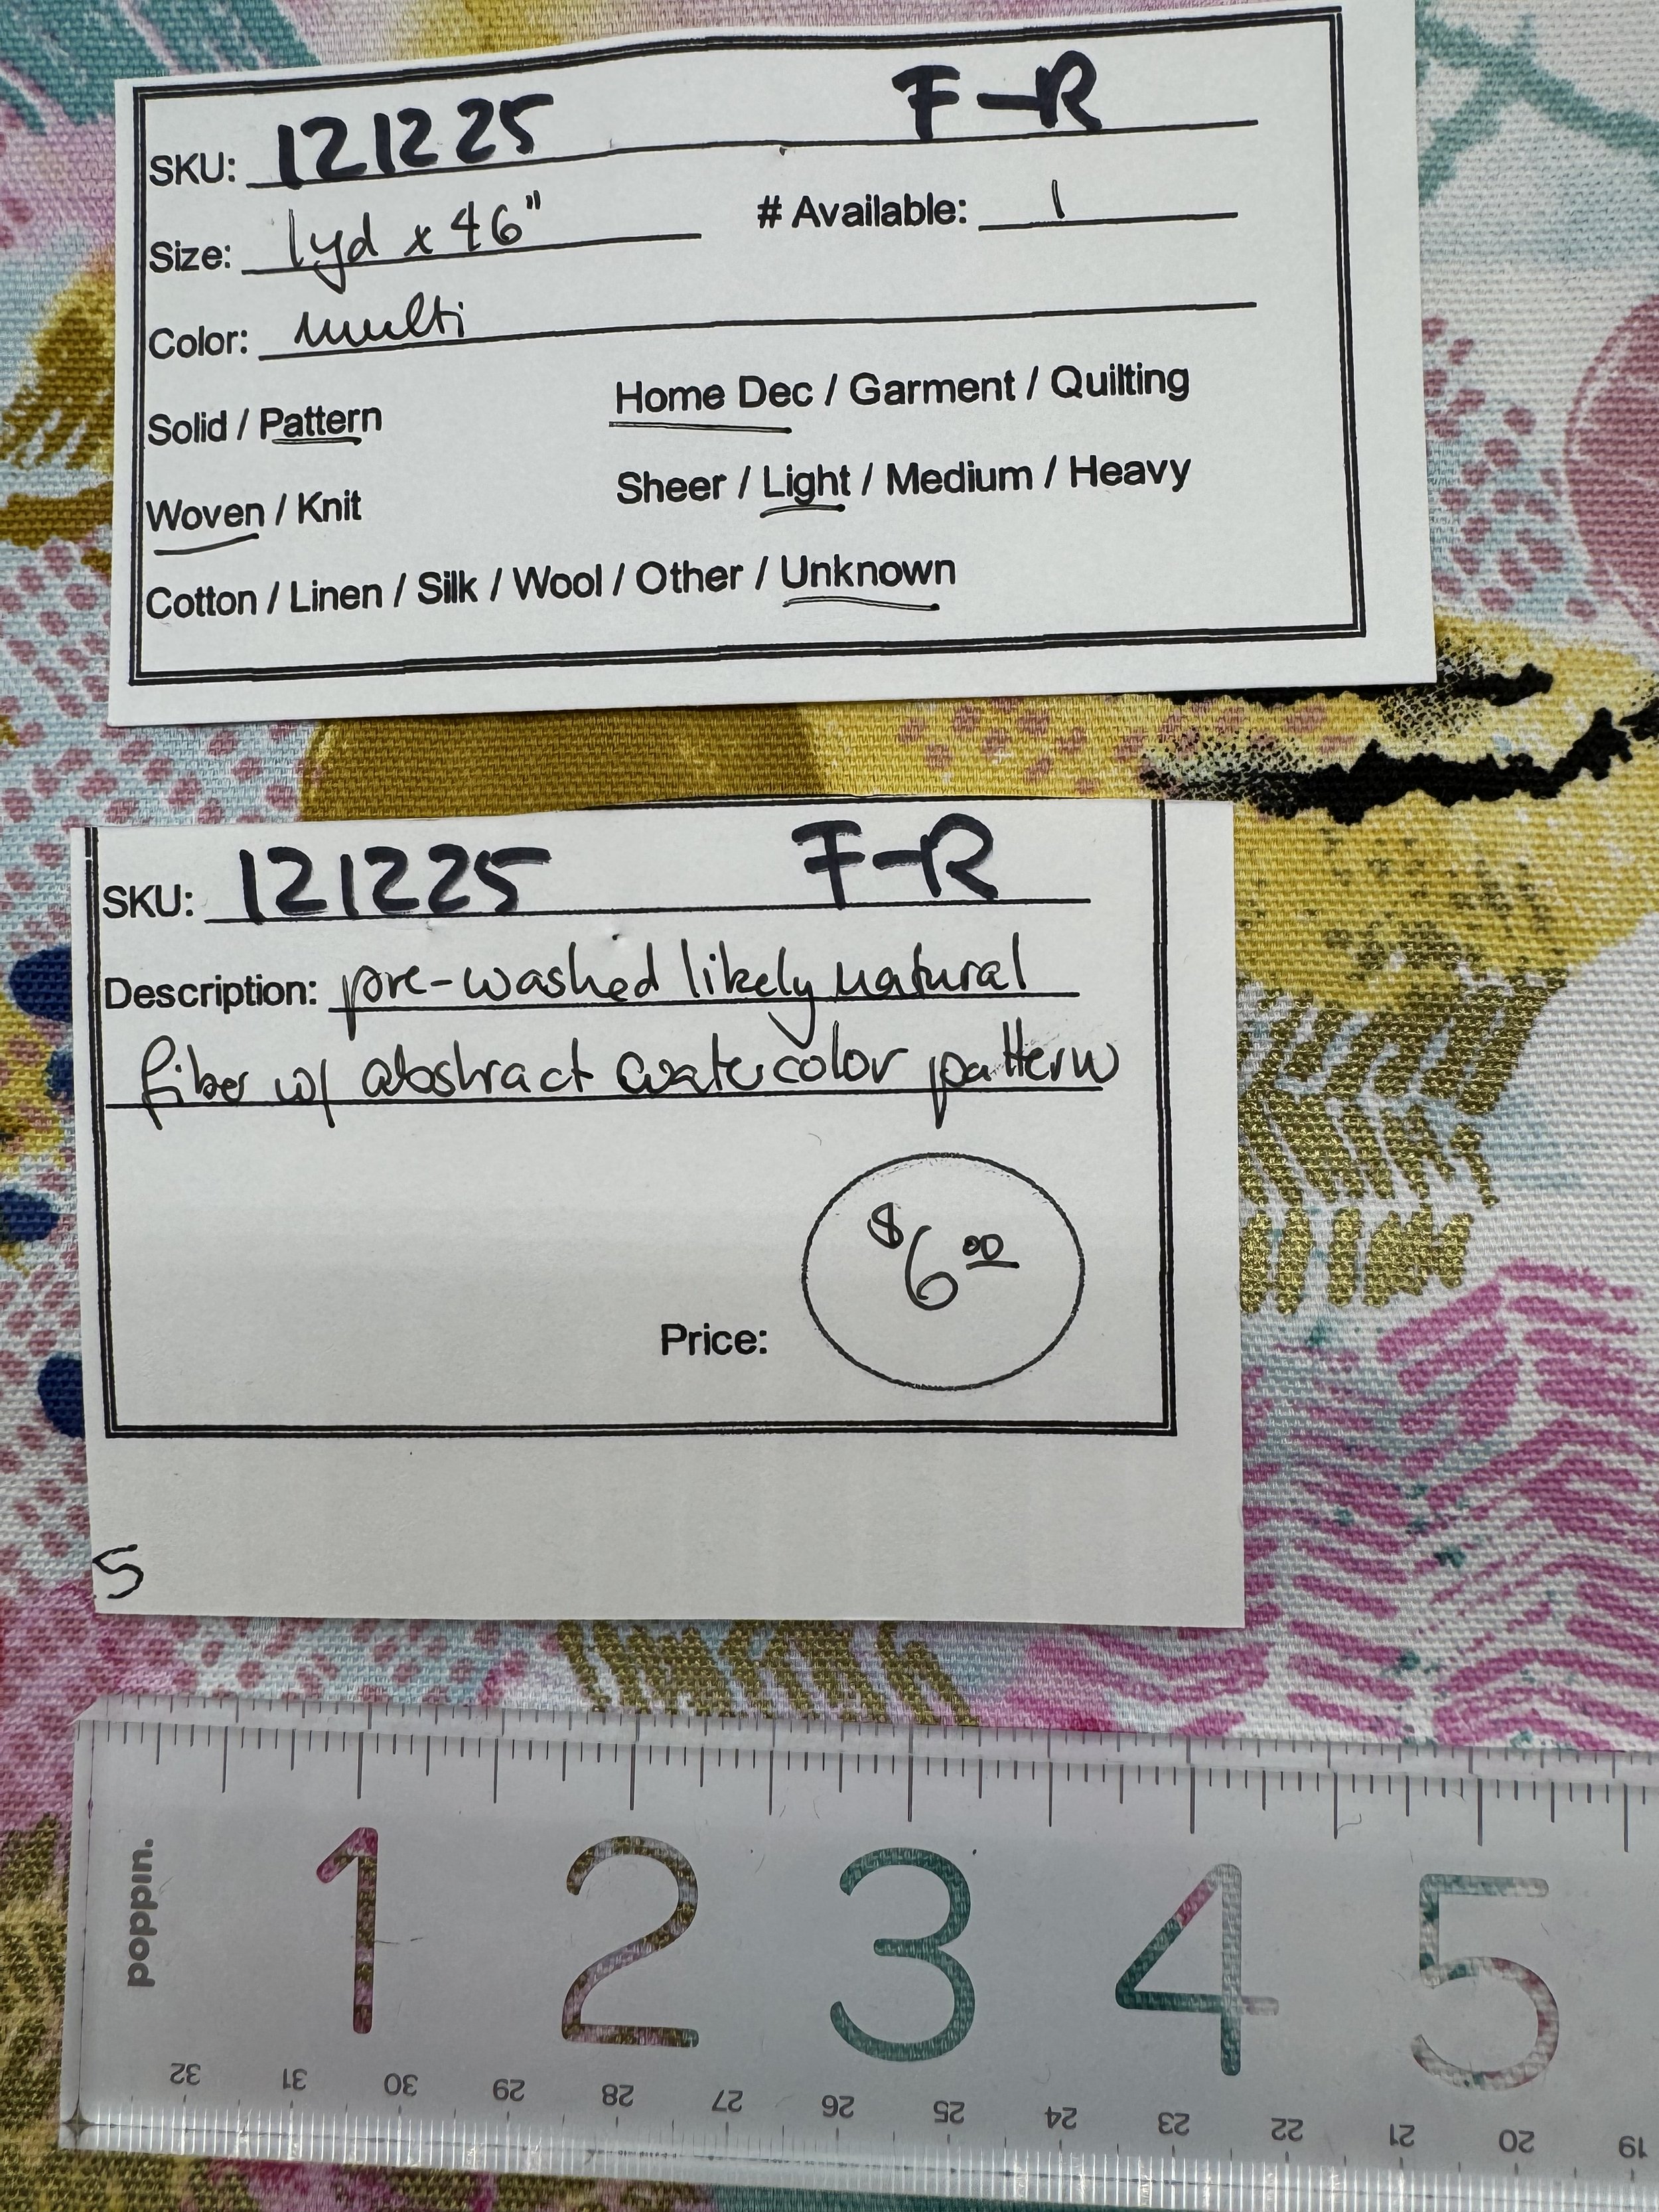 SKU: 121225 F-R
Size: 1yd x 46" # Available: 1
Color: multi
Solid / Pattern Home Dec / Garment / Quilting
Woven / Knit Sheer / Light / Medium / Heavy
Cotton / Linen / Silk / Wool / Other / Unknown
SKU: 121225 F-R
Description: pre-washed likely natural
fiber w/ abstract watercolor pattern
$6.00
Price:
5
poppin.
1 2 3 4 5
32 31 30 29 28 27 26 25 24 23 22 21 20 19